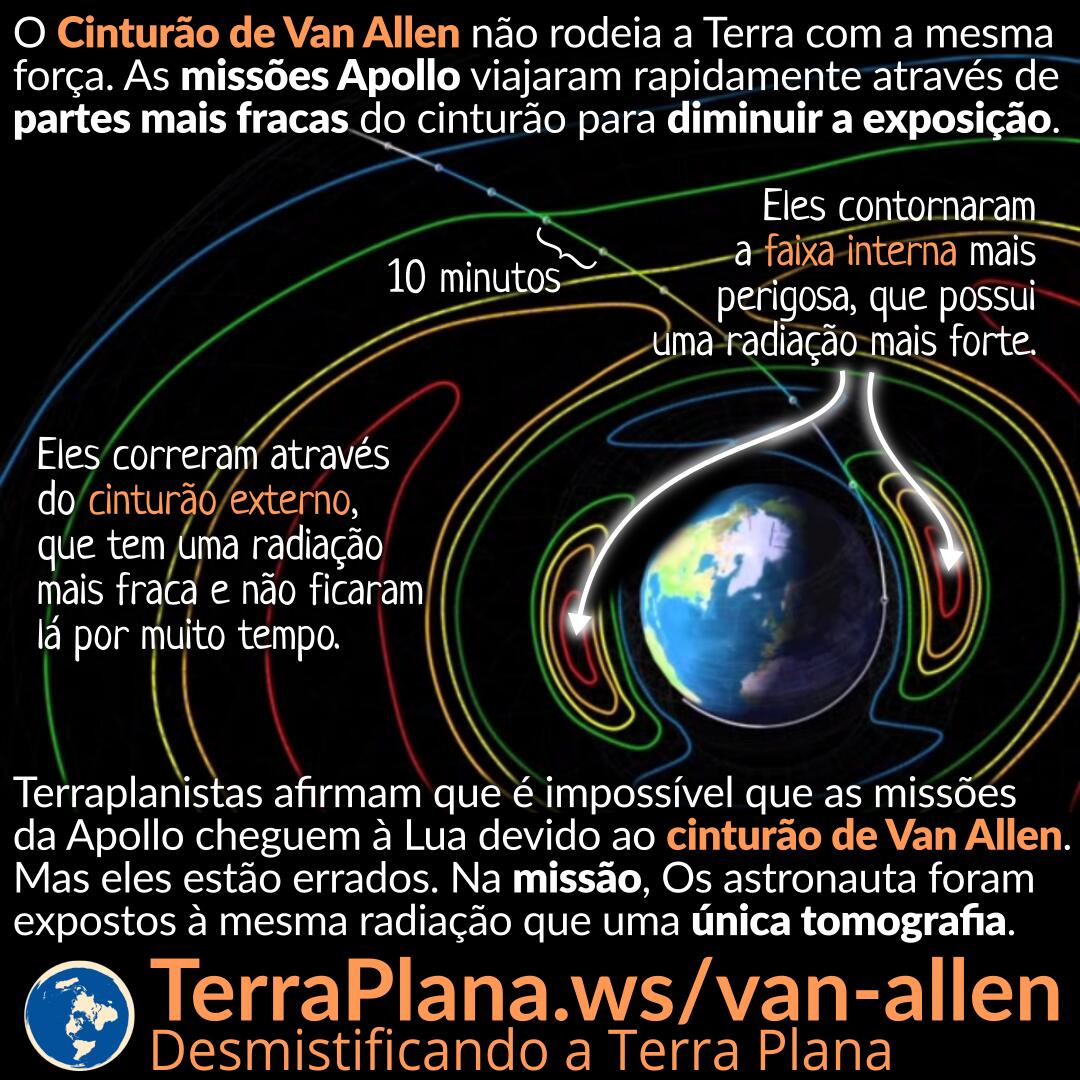 O Cinturão de Van Allen não rodeia a Terra com a mesma
força. As missões Apollo viajaram rapidamente através de
partes mais fracas do cinturão para diminuir a exposição.
Eles contornaram
a faixa interna mais
perigosa, que possui
uma radiação mais forte.
10 minutos
Eles correram através
do cinturão externo,
que tem uma radiação
mais fraca e não ficaram
lá por muito tempo.
Terraplanistas afirmam que é impossível que as missões
da Apollo cheguem à Lua devido ao cinturão de Van Allen.
Mas eles estão errados. Na missão, Os astronauta foram
expostos à mesma radiação que uma única tomografia.
TerraPlana.ws/van-allen
Desmistificando a Terra Plana